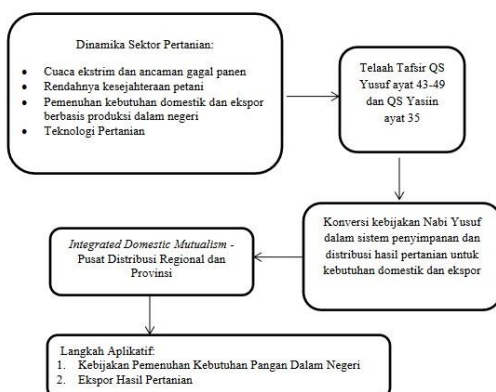 Dinamika Sektor Pertanian:
• Cuaca ekstrim dan ancaman gagal panen
• Rendahnya kesejahteraan petani
• Pemenuhan kebutuhan domestik dan ekspor
berbasis produksi dalam negeri
• Teknologi Pertanian
Telaah Tafsir QS
Yusuf ayat 43-49
dan QS Yasiin
ayat 35
Konversi kebijakan Nabi Yusuf
dalam sistem penyimpanan dan
distribusi hasil pertanian untuk
kebutuhan domestik dan ekspor
Integrated Domestic Mutualism -
Pusat Distribusi Regional dan
Provinsi
Langkah Aplikatif:
1. Kebijakan Pemenuhan Kebutuhan Pangan Dalam Negeri
2. Ekspor Hasil Pertanian